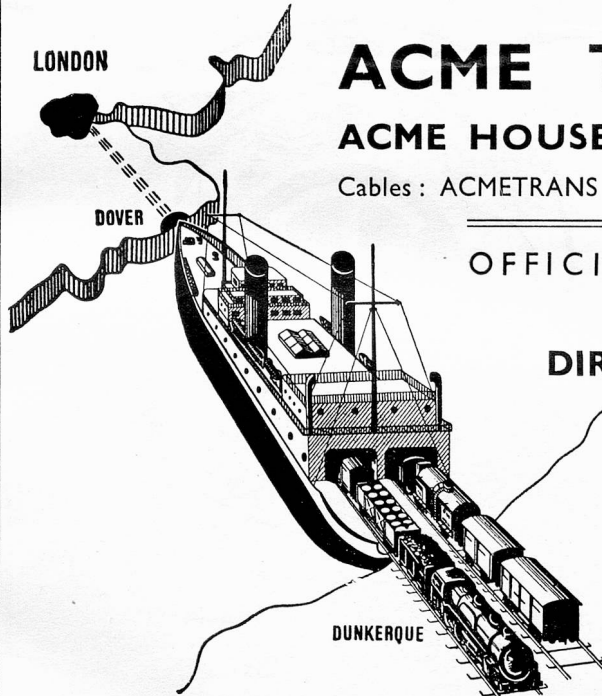 LONDON
ACME
ACME HOUSE
Cables : ACMETRANS
DOVER
OFFICI
DIR
DUNKERQUE